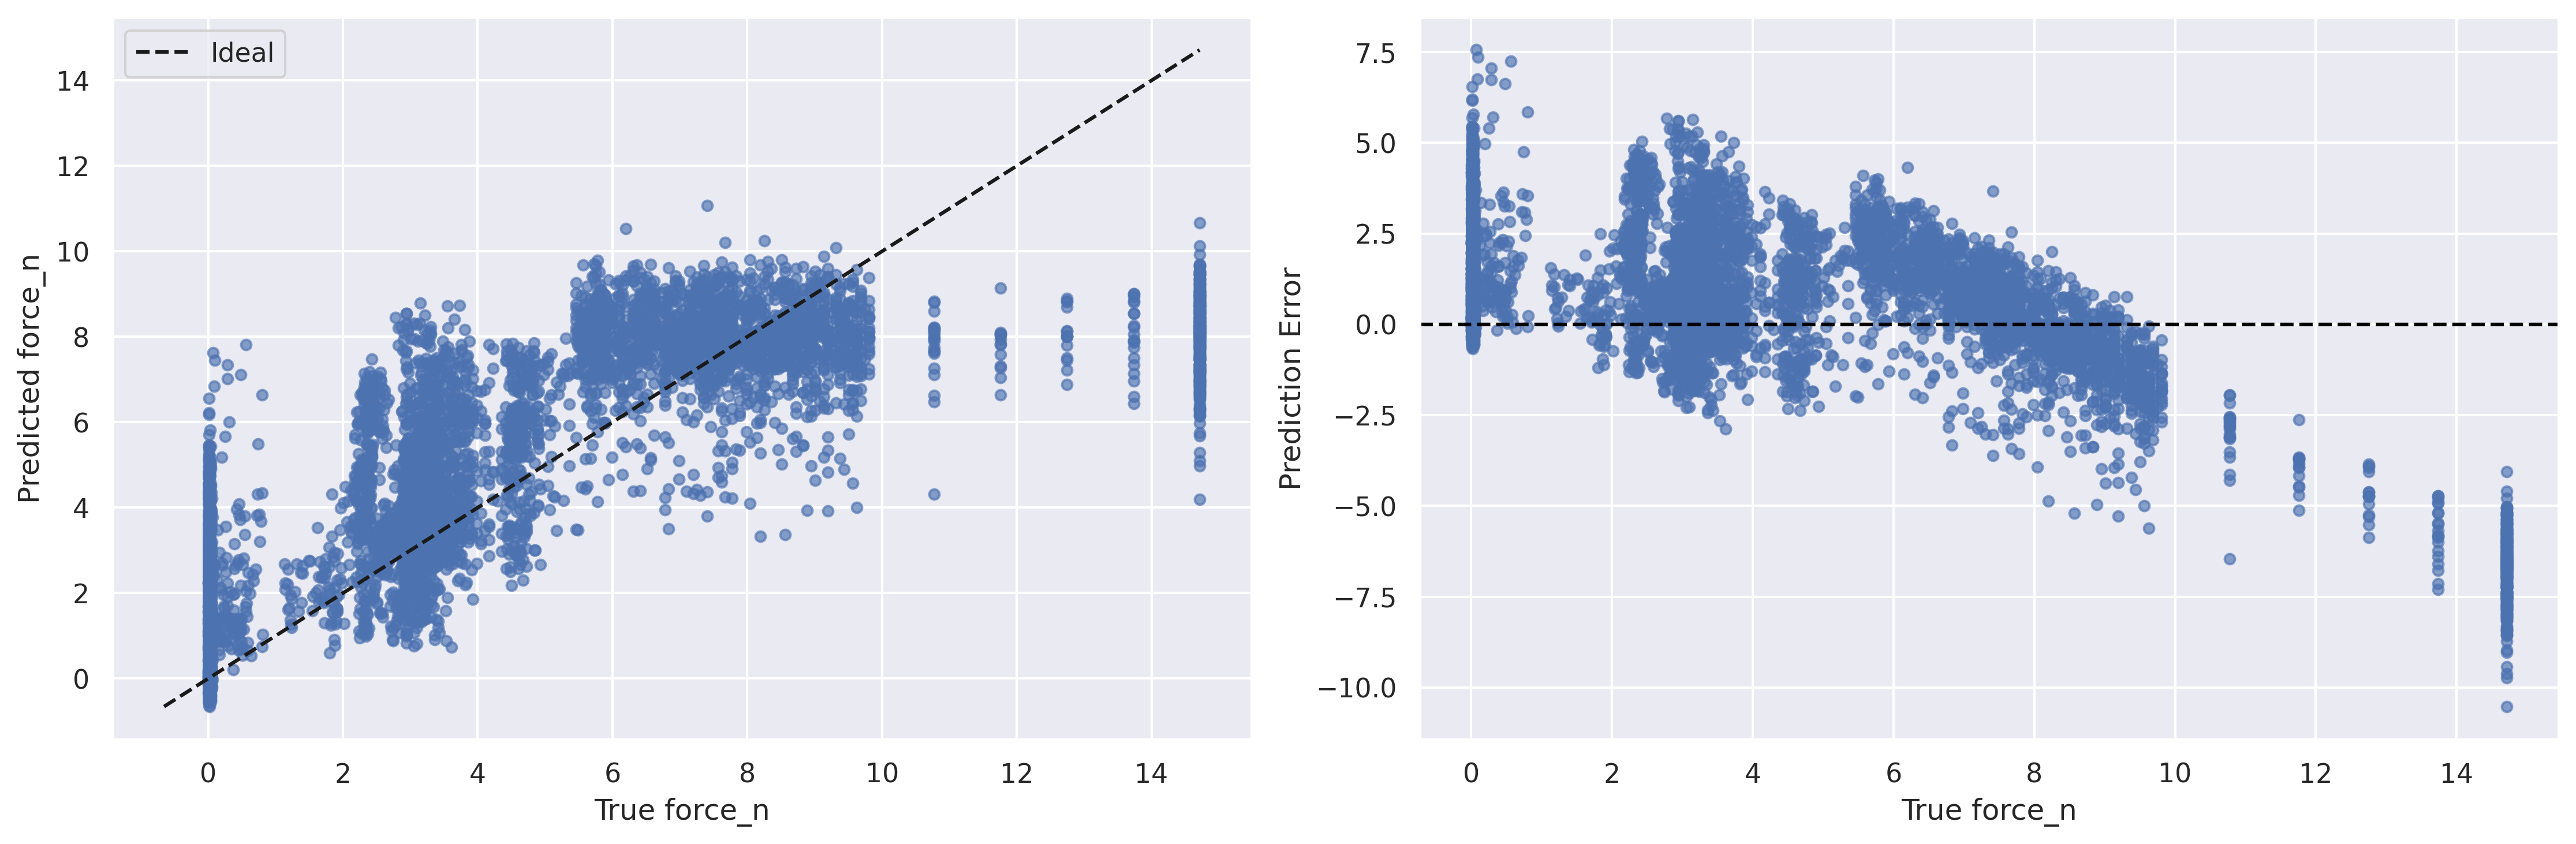 Ideal
Predicted force_n
14
12
10
8
6
4
2
0
0 2 4 6 8 10 12 14
True force_n
Prediction Error
7.5
5.0
2.5
0.0
−2.5
−5.0
−7.5
−10.0
0 2 4 6 8 10 12 14
True force_n